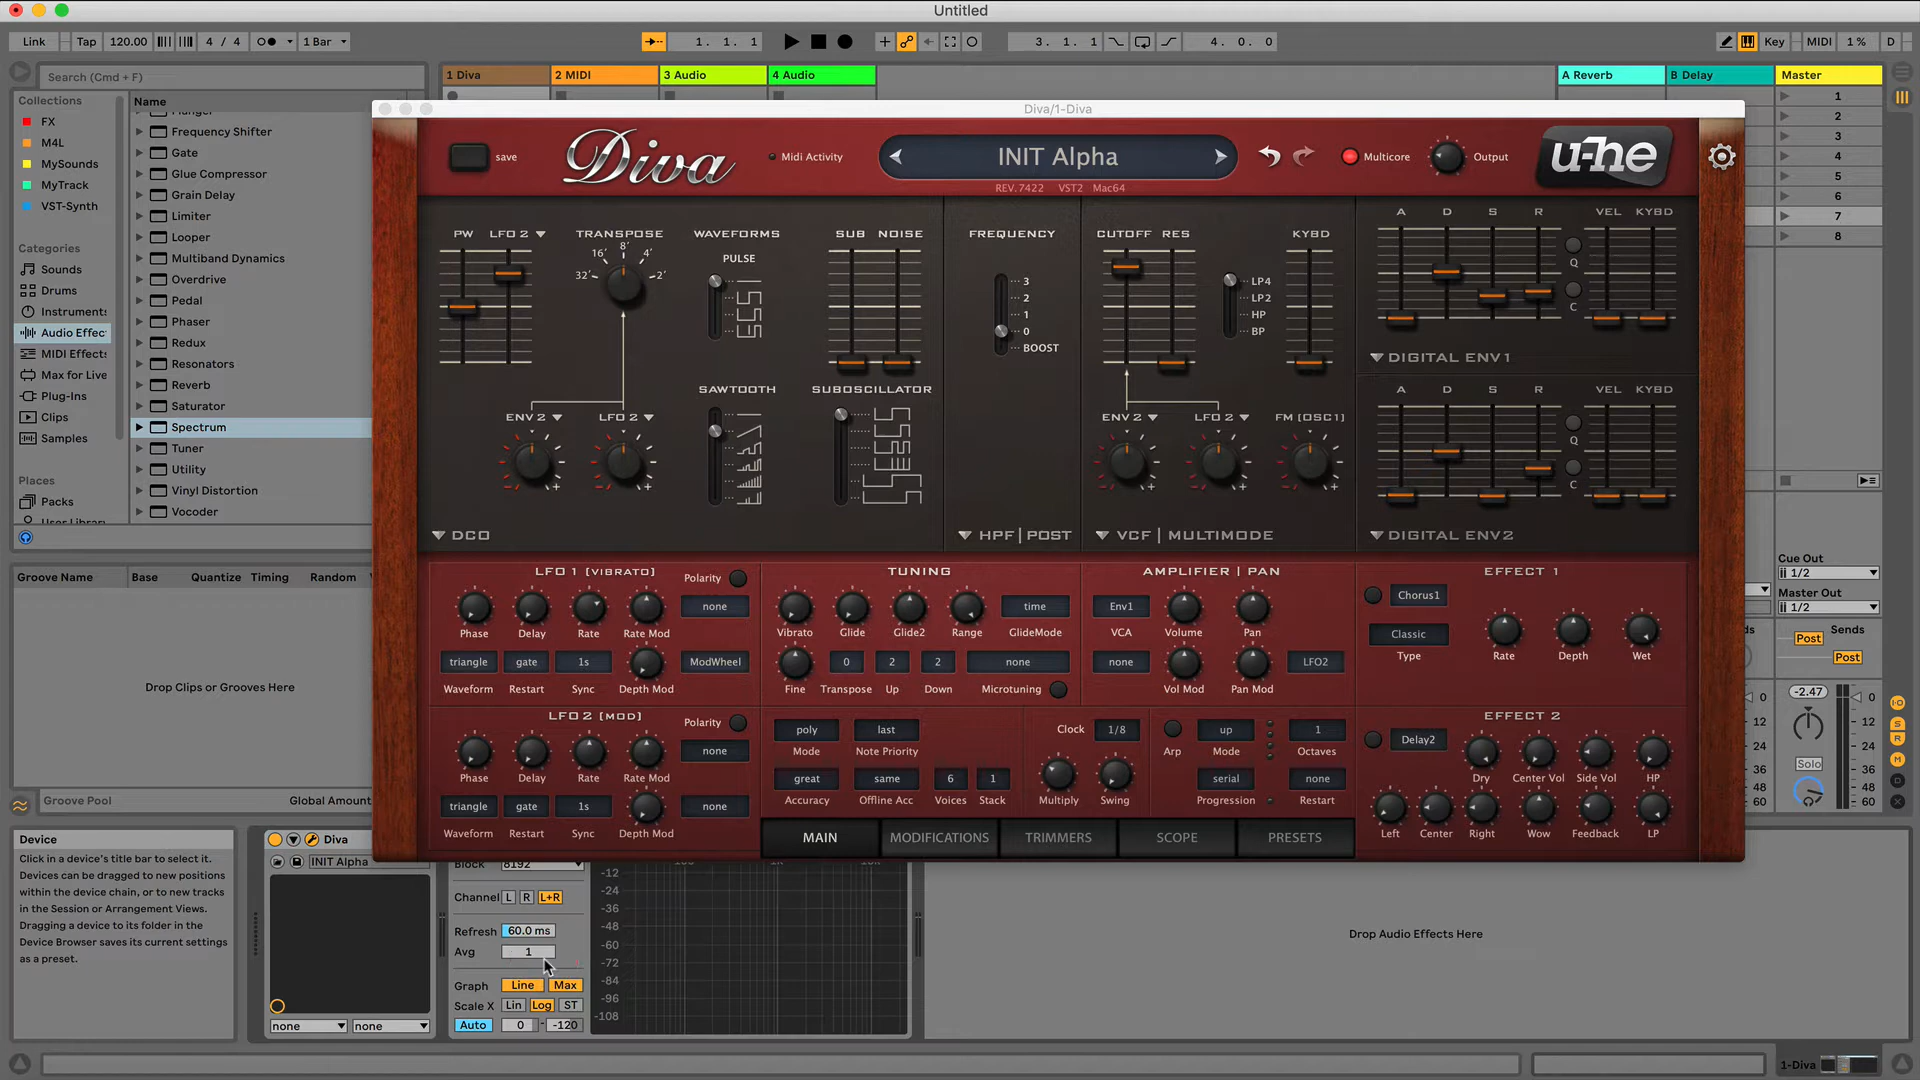 Untitled
Link Tap 120.00 4 / 4 1 Bar 1. 1. 1 3. 1. 1 4. 0. 0 Key MIDI 1 % D
Search (Cmd + F)
1 Diva 2 MIDI 3 Audio 4 Audio A Reverb B Delay Master
Collections
FX
M4L
MySounds
MyTrack
VST-Synth
Categories
Sounds
Drums
Instruments
Audio Effec
MIDI Effects
Max for Live
Plug-Ins
Clips
Samples
Places
Packs
User Library
Name
Frequency Shifter
Gate
Glue Compressor
Grain Delay
Limiter
Looper
Multiband Dynamics
Overdrive
Pedal
Phaser
Redux
Resonators
Reverb
Saturator
Spectrum
Tuner
Utility
Vinyl Distortion
Vocoder
Diva/1-Diva
save Diva Midi Activity INIT Alpha Multicore Output u-he
REV.7422 VST2 Mac64
PW LFO 2 TRANSPOSE WAVEFORMS SUB NOISE
32' 16' 8' 4' 2'
PULSE
SAWTOOTH SUBOSCILLATOR
ENV 2 LFO 2
DCO
FREQUENCY
3
2
1
0
BOOST
HPF | POST
CUTOFF RES KYBD
LP4
LP2
HP
BP
ENV 2 LFO 2 FM [OSC1]
VCF | MULTIMODE
A D S R VEL KYBD
Q
C
DIGITAL ENV1
A D S R VEL KYBD
Q
C
DIGITAL ENV2
LFO 1 [VIBRATO] Polarity
none
Phase Delay Rate Rate Mod
triangle gate 1s ModWheel
Waveform Restart Sync Depth Mod
LFO 2 [MOD] Polarity
none
Phase Delay Rate Rate Mod
triangle gate 1s none
Waveform Restart Sync Depth Mod
TUNING
time
Vibrato Glide Glide2 Range GlideMode
0 2 2 none
Fine Transpose Up Down Microtuning
AMPLIFIER | PAN
Env1
VCA Volume Pan
none LFO2
Vol Mod Pan Mod
poly last
Mode Note Priority
great same 6 1
Accuracy Offline Acc Voices Stack
Clock 1/8
Multiply Swing
Arp up 1
Mode Octaves
serial none
Progression Restart
EFFECT 1
Chorus1
Classic
Type Rate Depth Wet
EFFECT 2
Delay2
Dry Center Vol Side Vol HP
Left Center Right Wow Feedback LP
MAIN MODIFICATIONS TRIMMERS SCOPE PRESETS
1
2
3
4
5
6
7
8
Cue Out
1/2
Master Out
1/2
Sends
Post
Post
-2.47 0
12
24
36
48
60
Solo
Groove Name Base Quantize Timing Random
Drop Clips or Grooves Here
Groove Pool Global Amount
Device
Click in a device's title bar to select it.
Devices can be dragged to new positions
within the device chain, or to new tracks
in the Session or Arrangement Views.
Dragging a device to its folder in the
Device Browser saves its current settings
as a preset.
Diva
INIT Alpha
none none
Block 8192
Channel L R L+R
Refresh 60.0 ms
Avg 1
Graph Line Max
Scale X Lin Log ST
Auto 0 - -120
-12
-24
-36
-48
-60
-72
-84
-96
-108
Drop Audio Effects Here
1-Diva